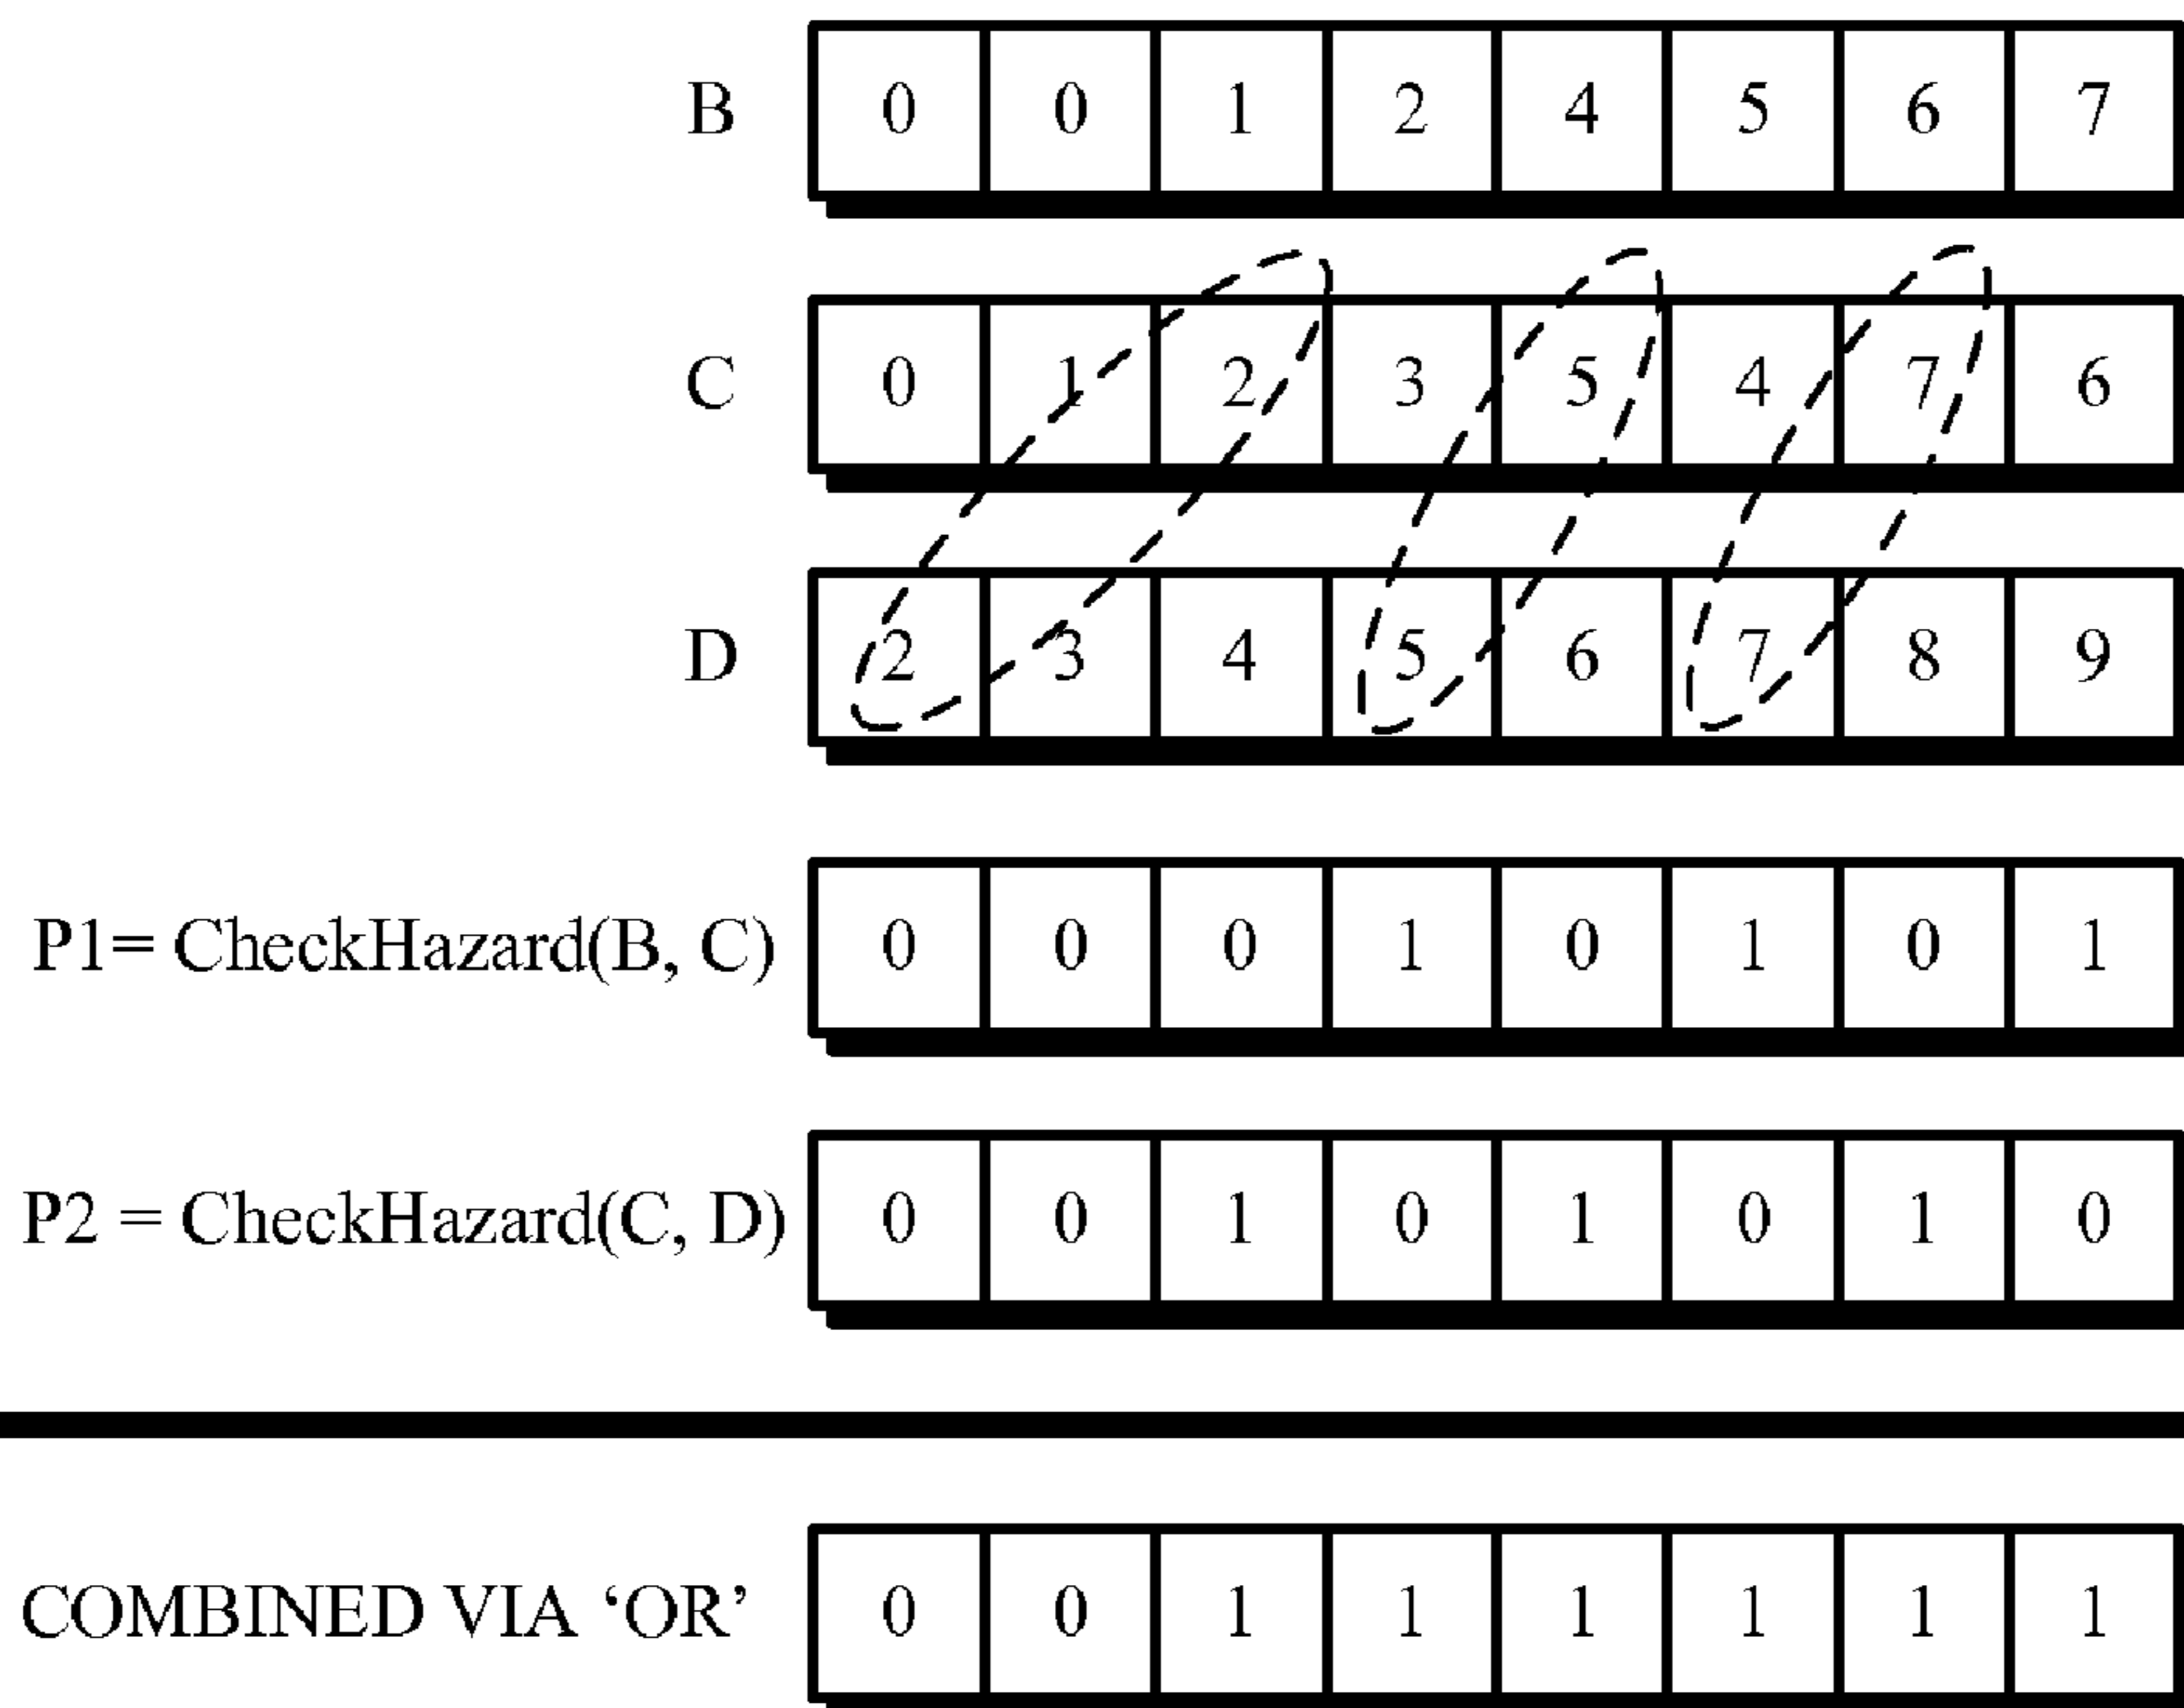 B 0 0 1 2 4 5 6 7
C 0 1 2 3 5 4 7 6
D 2 3 4 5 6 7 8 9
P1= CheckHazard(B, C) 0 0 0 1 0 1 0 1
P2 = CheckHazard(C, D) 0 0 1 0 1 0 1 0
COMBINED VIA ‘OR’ 0 0 1 1 1 1 1 1